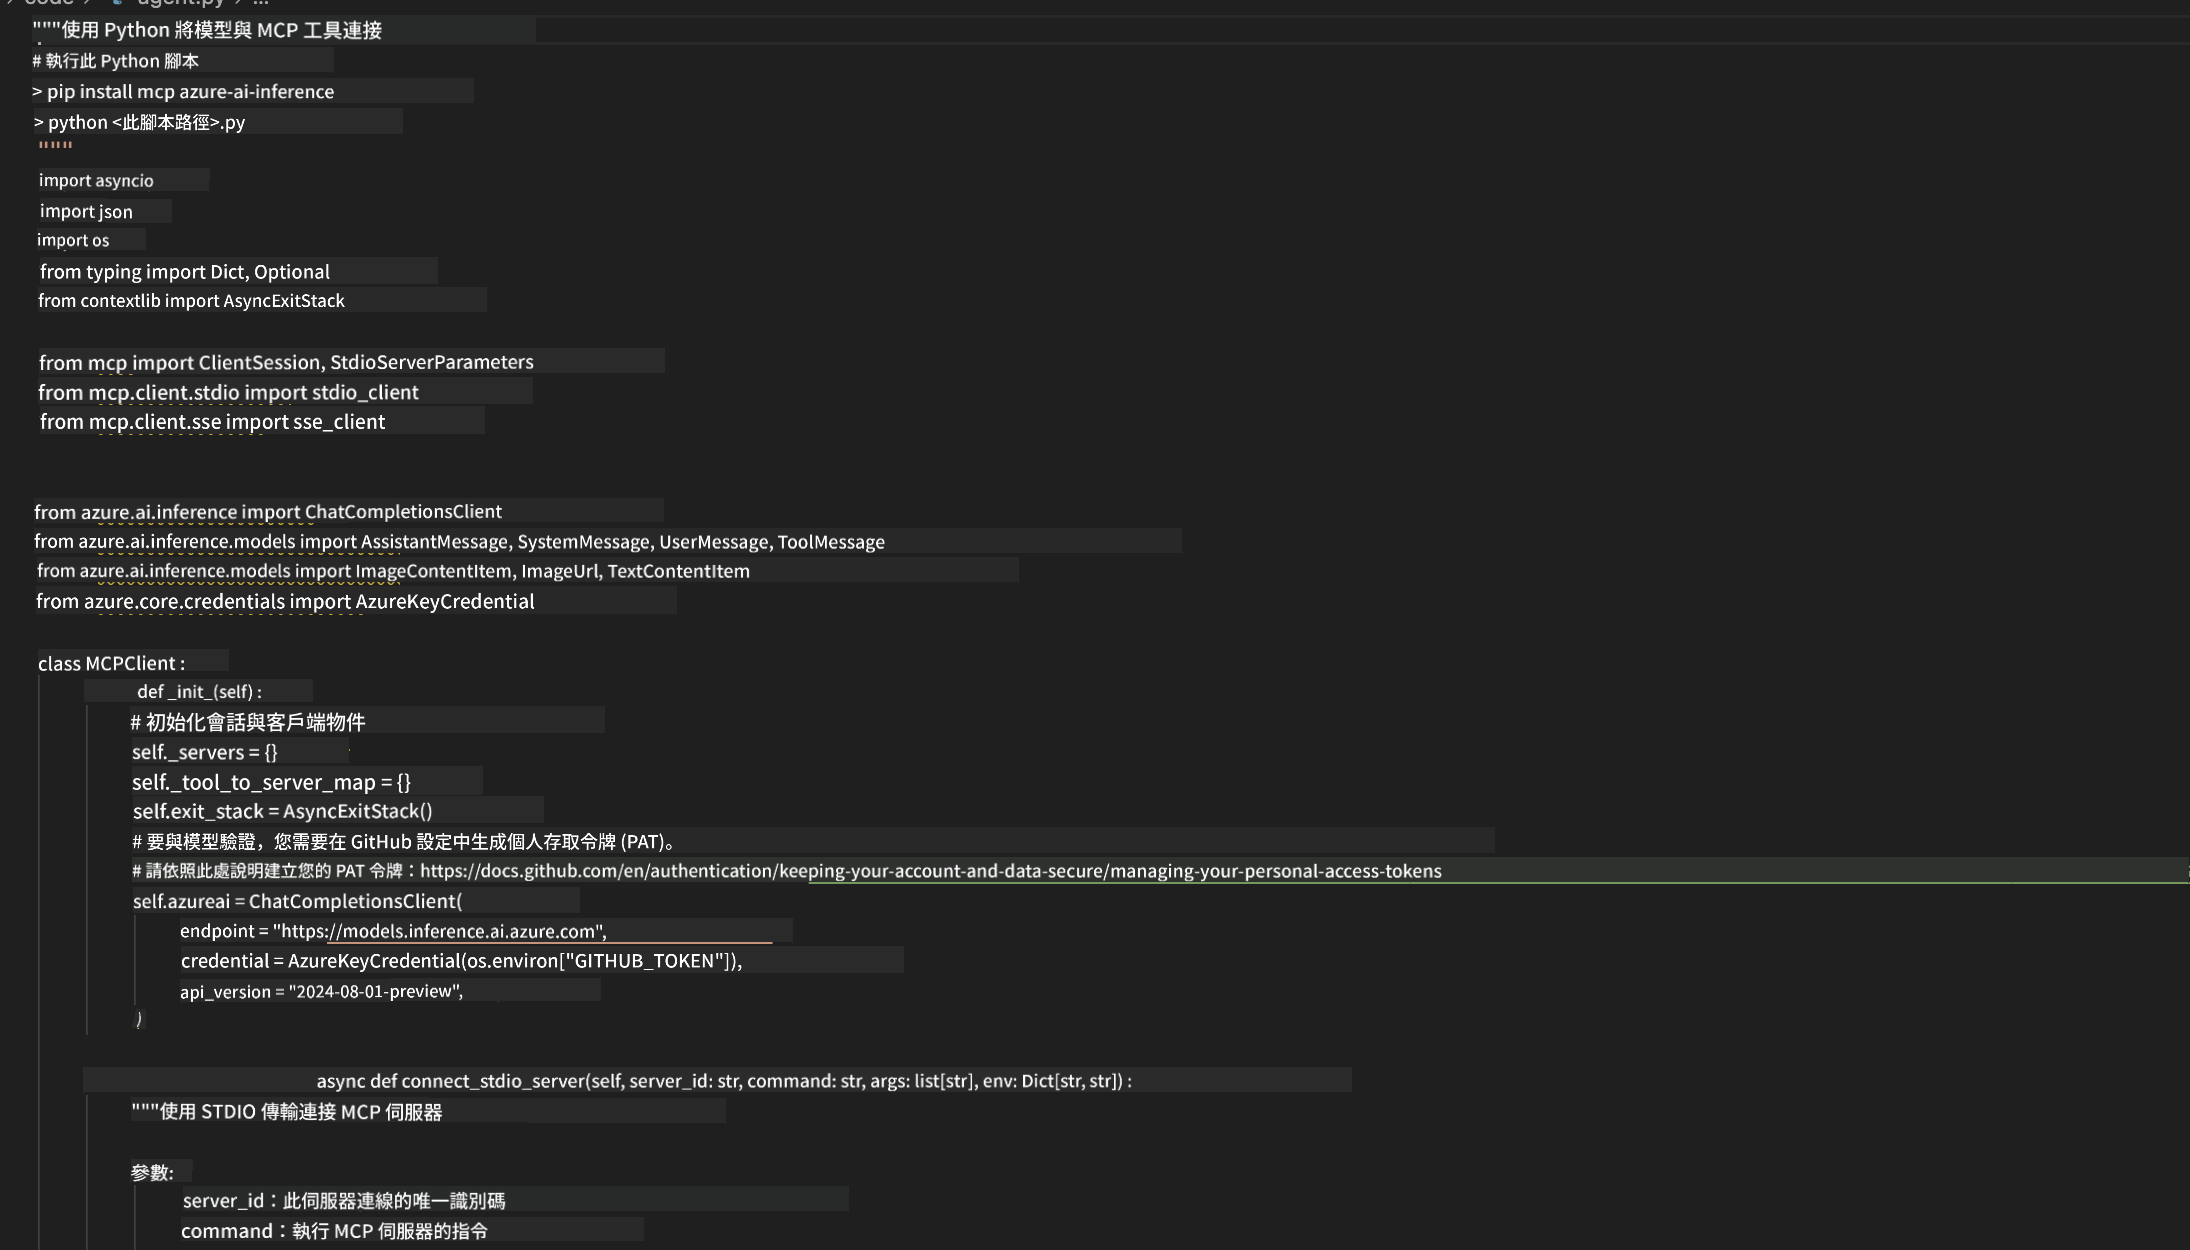 code > agent.py > ...
"""使用 Python 將模型與 MCP 工具連接
# 執行此 Python 腳本
> pip install mcp azure-ai-inference
> python <此腳本路徑>.py
"""
import asyncio
import json
import os
from typing import Dict, Optional
from contextlib import AsyncExitStack
from mcp import ClientSession, StdioServerParameters
from mcp.client.stdio import stdio_client
from mcp.client.sse import sse_client
from azure.ai.inference import ChatCompletionsClient
from azure.ai.inference.models import AssistantMessage, SystemMessage, UserMessage, ToolMessage
from azure.ai.inference.models import ImageContentItem, ImageUrl, TextContentItem
from azure.core.credentials import AzureKeyCredential
class MCPClient :
def _init_(self) :
# 初始化會話與客戶端物件
self._servers = {}
self._tool_to_server_map = {}
self.exit_stack = AsyncExitStack()
# 要與模型驗證，您需要在 GitHub 設定中生成個人存取令牌 (PAT)。
# 請依照此處說明建立您的 PAT 令牌：https://docs.github.com/en/authentication/keeping-your-account-and-data-secure/managing-your-personal-access-tokens
self.azureai = ChatCompletionsClient(
endpoint = "https://models.inference.ai.azure.com",
credential = AzureKeyCredential(os.environ["GITHUB_TOKEN"]),
api_version = "2024-08-01-preview",
)
async def connect_stdio_server(self, server_id: str, command: str, args: list[str], env: Dict[str, str]) :
"""使用 STDIO 傳輸連接 MCP 伺服器
參數:
server_id：此伺服器連線的唯一識別碼
command：執行 MCP 伺服器的指令